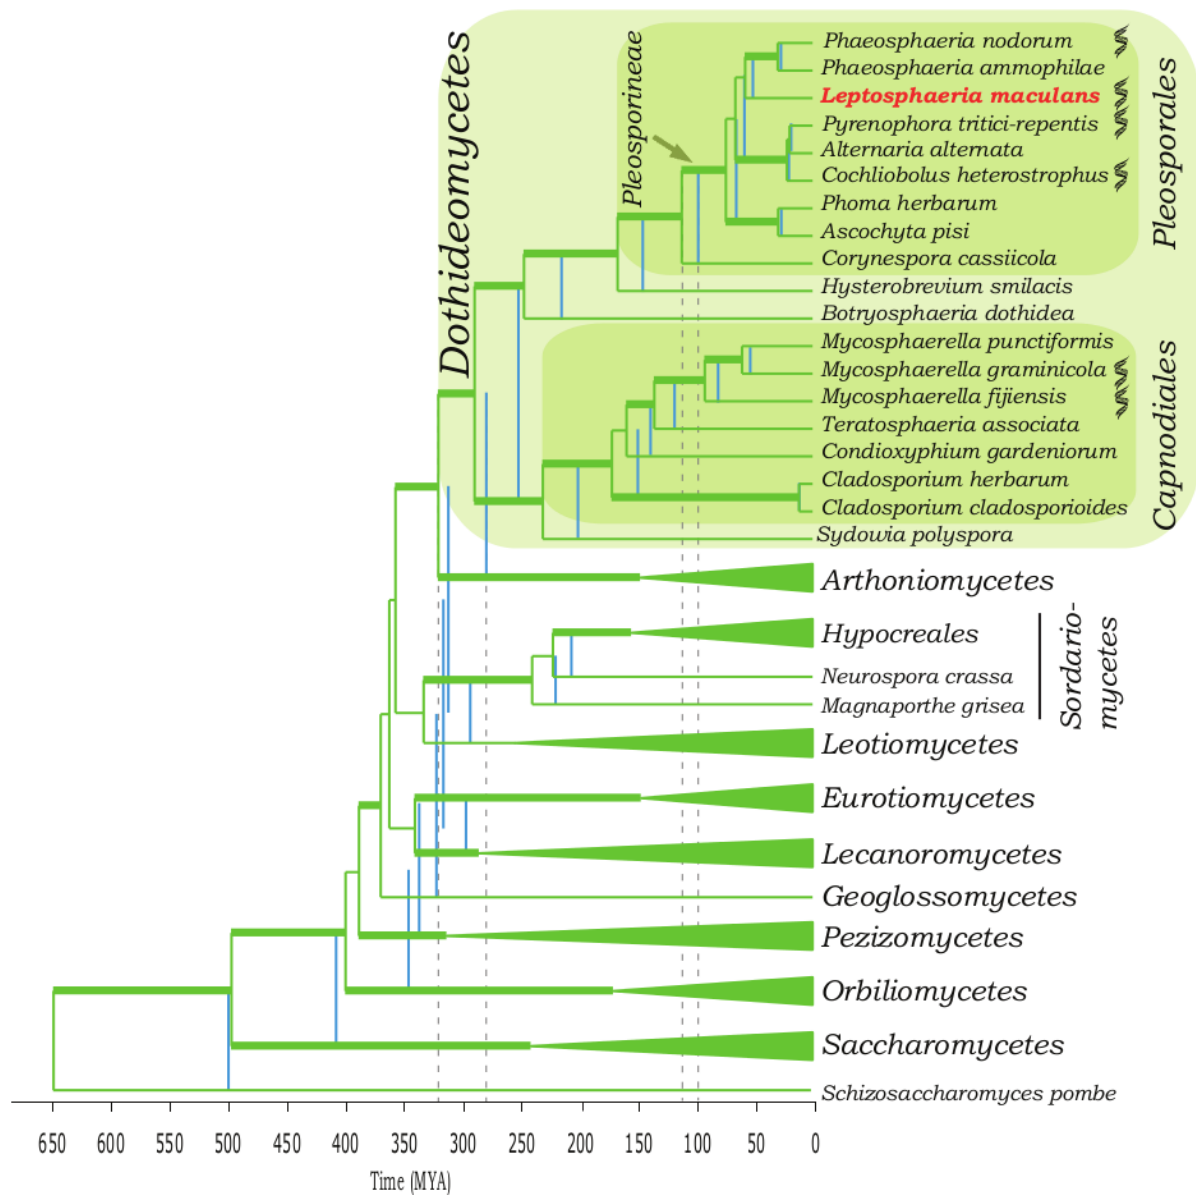 Dothideomycetes
Pleosporineae
Pleosporales
Capnodiales
Phaeosphaeria nodorum
Phaeosphaeria ammophilae
Leptosphaeria maculans
Pyrenophora tritici-repentis
Alternaria alternata
Cochliobolus heterostrophus
Phoma herbarum
Ascochyta pisi
Corynespora cassiicola
Hysterobrevium smilacis
Botryosphaeria dothidea
Mycosphaerella punctiformis
Mycosphaerella graminicola
Mycosphaerella fijiensis
Teratosphaeria associata
Condioxyphium gardeniorum
Cladosporium herbarum
Cladosporium cladosporioides
Sydowia polyspora
Arthoniomycetes
Hypocreales
Neurospora crassa
Magnaporthe grisea
Sordario-
mycetes
Leotiomycetes
Eurotiomycetes
Lecanoromycetes
Geoglossomycetes
Pezizomycetes
Orbiliomycetes
Saccharomycetes
Schizosaccharomyces pombe
650 600 550 500 450 400 350 300 250 200 150 100 50 0
Time (MYA)